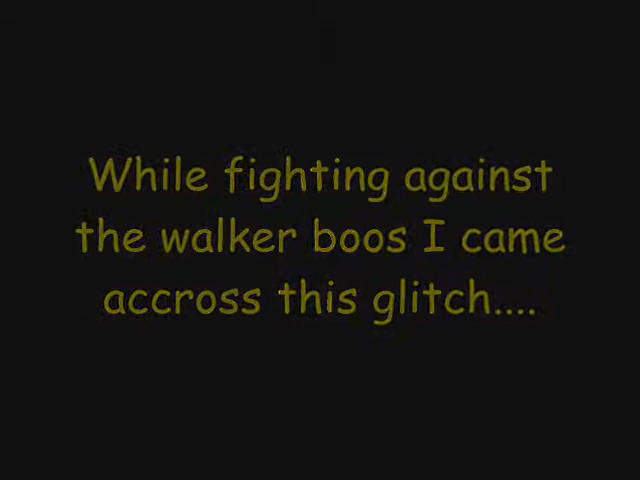 While fighting against
the walker boos I came
accross this glitch....